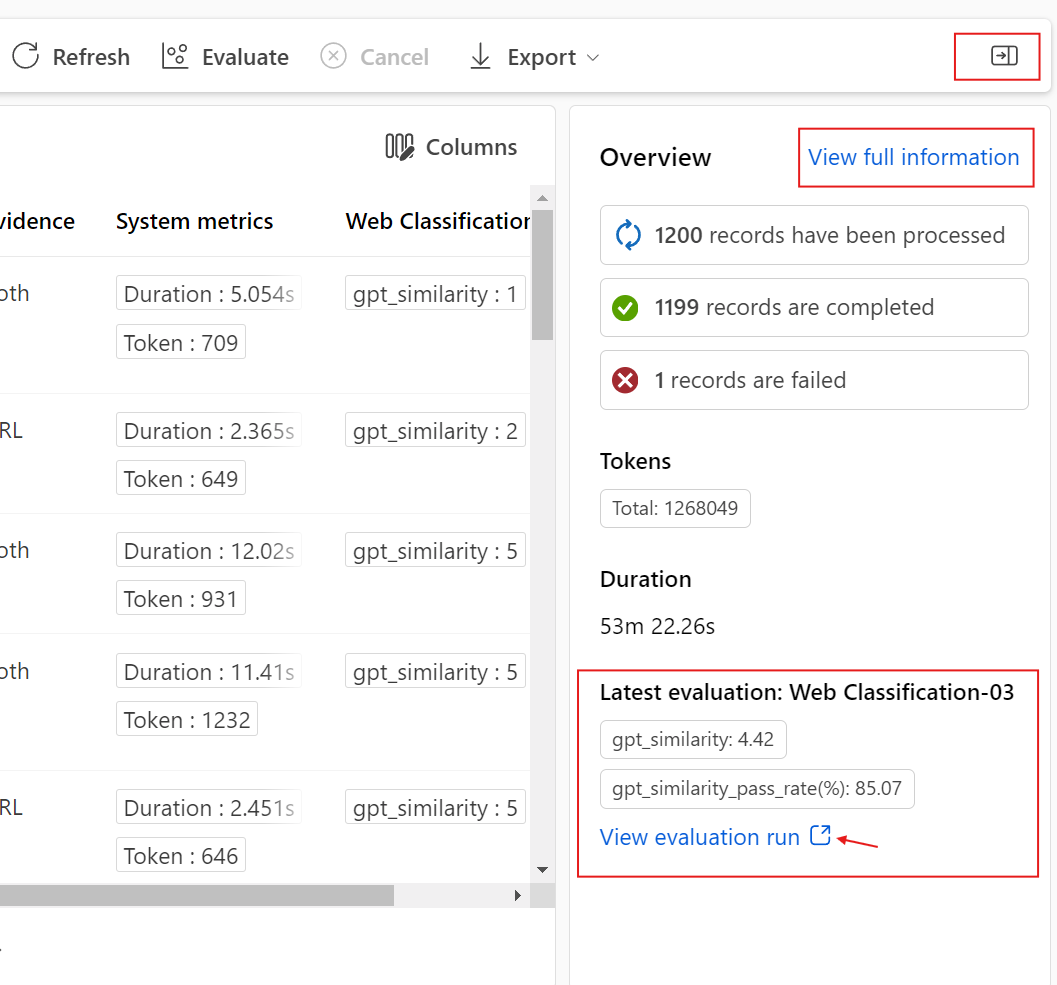 Refresh Evaluate Cancel Export
Columns
vidence System metrics Web Classification
oth Duration : 5.054s gpt_similarity : 1
Token : 709
RL Duration : 2.365s gpt_similarity : 2
Token : 649
oth Duration : 12.02s gpt_similarity : 5
Token : 931
oth Duration : 11.41s gpt_similarity : 5
Token : 1232
RL Duration : 2.451s gpt_similarity : 5
Token : 646
Overview View full information
1200 records have been processed
1199 records are completed
1 records are failed
Tokens
Total: 1268049
Duration
53m 22.26s
Latest evaluation: Web Classification-03
gpt_similarity: 4.42
gpt_similarity_pass_rate(%): 85.07
View evaluation run